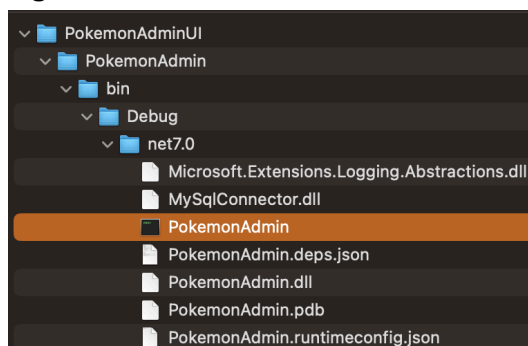 PokemonAdminUI
PokemonAdmin
bin
Debug
net7.0
Microsoft.Extensions.Logging.Abstractions.dll
MySqlConnector.dll
PokemonAdmin
PokemonAdmin.deps.json
PokemonAdmin.dll
PokemonAdmin.pdb
PokemonAdmin.runtimeconfig.json